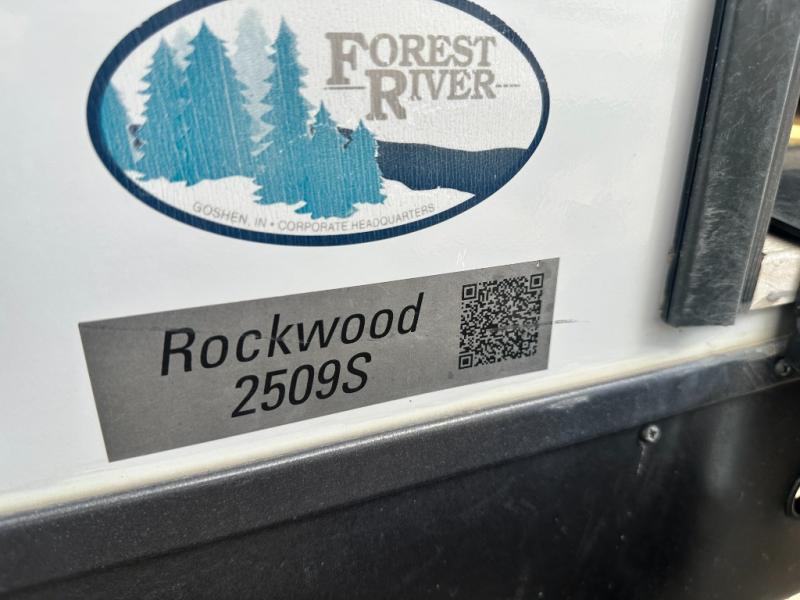 FOREST
RIVER
GOSHEN, IN • CORPORATE HEADQUARTERS
Rockwood
2509S